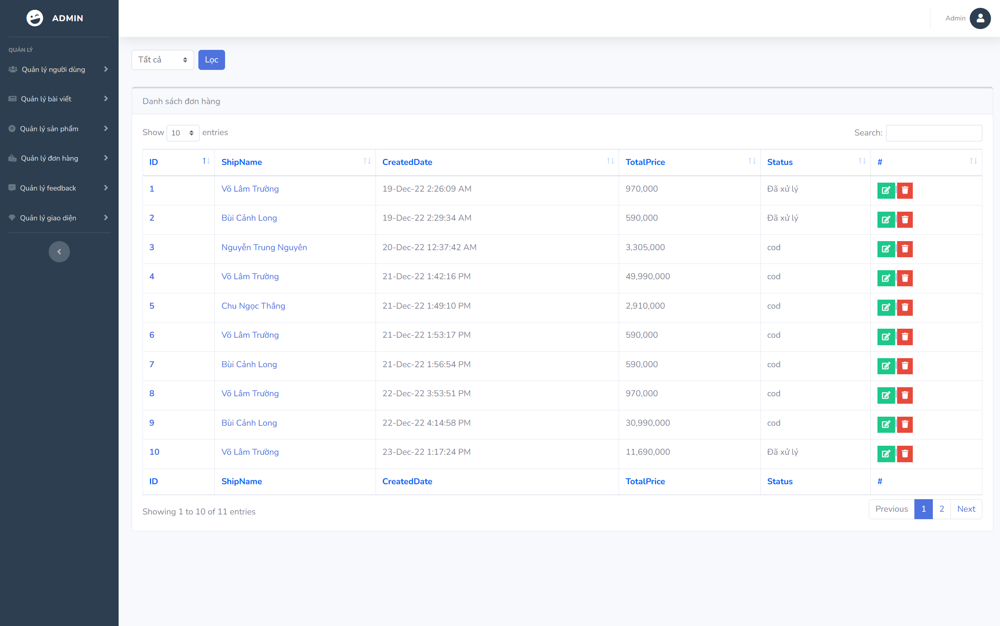 ADMIN
Admin
QUẢN LÝ
Quản lý người dùng
Quản lý bài viết
Quản lý sản phẩm
Quản lý đơn hàng
Quản lý feedback
Quản lý giao diện
Tất cả Lọc
Danh sách đơn hàng
Show 10 entries Search:
ID ShipName CreatedDate TotalPrice Status #
1 Võ Lâm Trường 19-Dec-22 2:26:09 AM 970,000 Đã xử lý |
2 Bùi Cảnh Long 19-Dec-22 2:29:34 AM 590,000 Đã xử lý |
3 Nguyễn Trung Nguyên 20-Dec-22 12:37:42 AM 3,305,000 cod |
4 Võ Lâm Trường 21-Dec-22 1:42:16 PM 49,990,000 cod |
5 Chu Ngọc Thắng 21-Dec-22 1:49:10 PM 2,910,000 cod |
6 Võ Lâm Trường 21-Dec-22 1:53:17 PM 590,000 cod |
7 Bùi Cảnh Long 21-Dec-22 1:56:54 PM 590,000 cod |
8 Võ Lâm Trường 22-Dec-22 3:53:51 PM 970,000 cod |
9 Bùi Cảnh Long 22-Dec-22 4:14:58 PM 30,990,000 cod |
10 Võ Lâm Trường 23-Dec-22 1:17:24 PM 11,690,000 Đã xử lý |
ID ShipName CreatedDate TotalPrice Status #
Showing 1 to 10 of 11 entries
Previous 1 2 Next